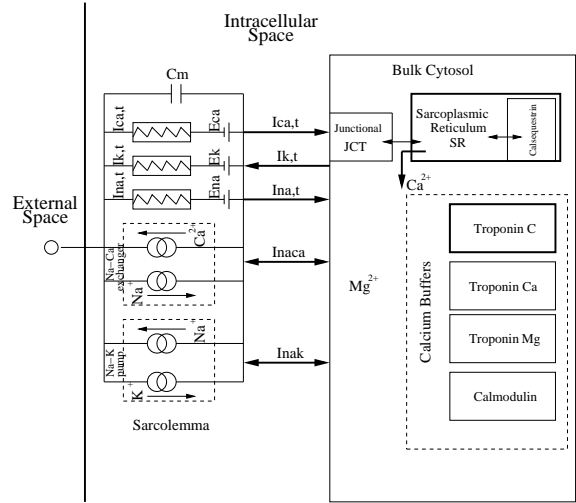 Intracellular
Space
External
Space
Cm
Ica,t
Eca
Ica,t
Ik,t
Ek
Ik,t
Ina,t
Ena
Ina,t
Na−Ca
exchanger
Ca2+
Na+
Inaca
Na−K
pump
Na+
K+
Inak
Sarcolemma
Bulk Cytosol
Junctional
JCT
Sarcoplasmic
Reticulum
SR
Calsequestrin
Ca2+
Mg2+
Calcium Buffers
Troponin C
Troponin Ca
Troponin Mg
Calmodulin